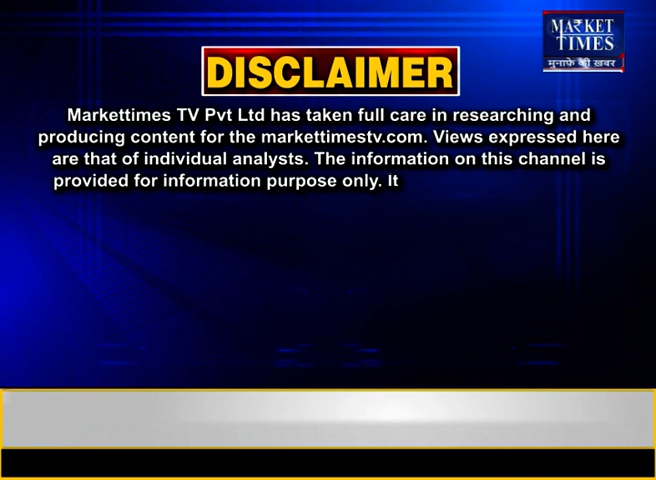 MARKET
TIMES
मुनाफे की ख़बर
DISCLAIMER
Markettimes TV Pvt Ltd has taken full care in researching and
producing content for the markettimestv.com. Views expressed here
are that of individual analysts. The information on this channel is
provided for information purpose only. It